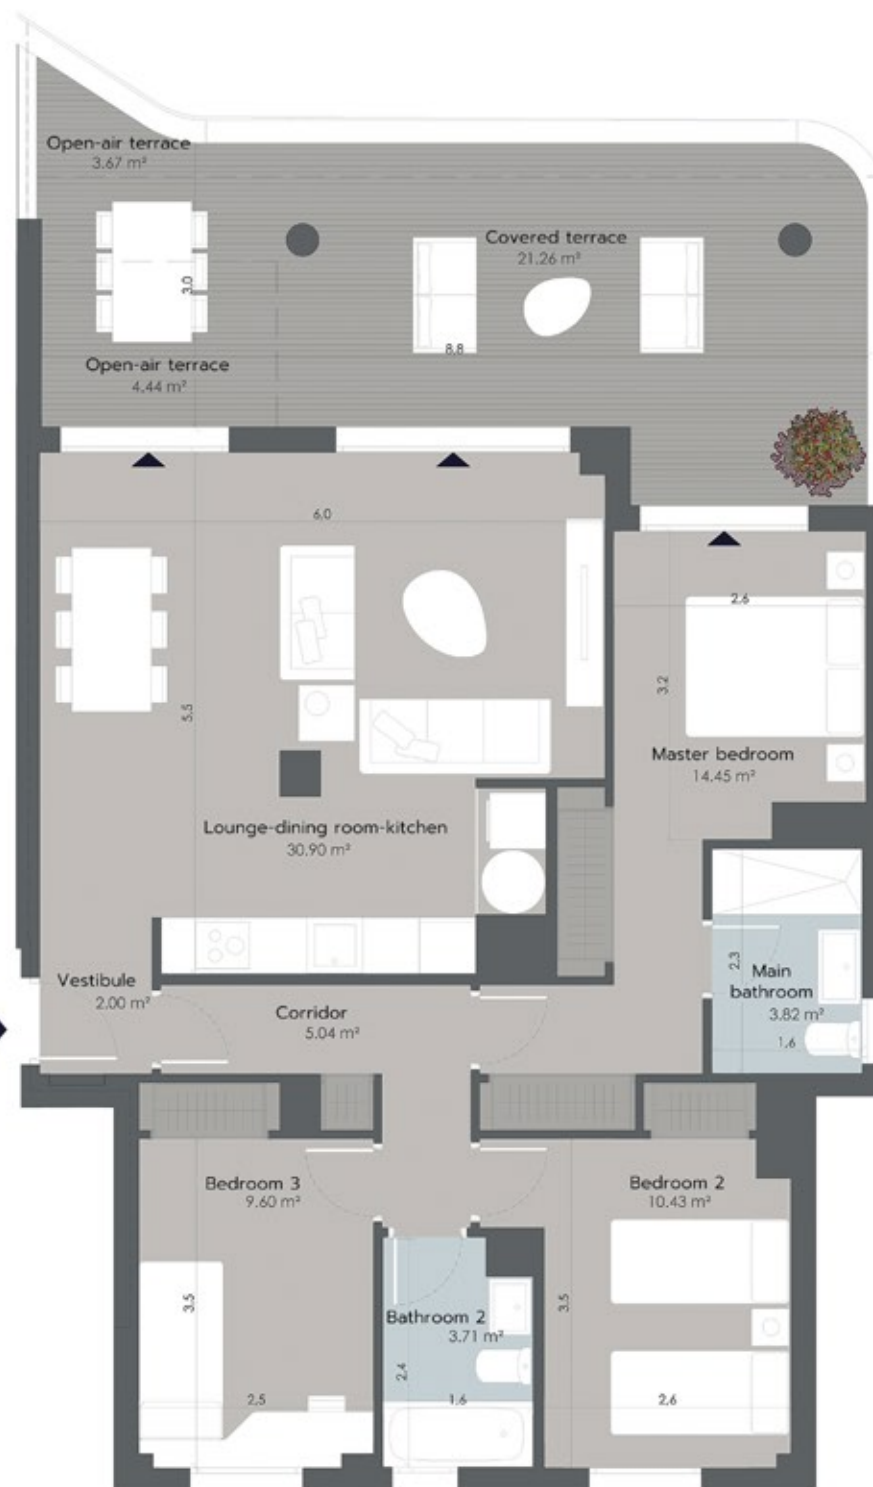 Open-air terrace
3.67 m²
Covered terrace
21.26 m²
3,0
8,8
Open-air terrace
4.44 m²
6,0
2,6
3,2
5,5
Master bedroom
14.45 m²
Lounge-dining room-kitchen
30.90 m²
Vestibule
2.00 m²
Corridor
5.04 m²
2,3
Main
bathroom
3.82 m²
1,6
Bedroom 3
9.60 m²
Bedroom 2
10.43 m²
3,5
3,5
Bathroom 2
3.71 m²
2,4
2,5
1,6
2,6